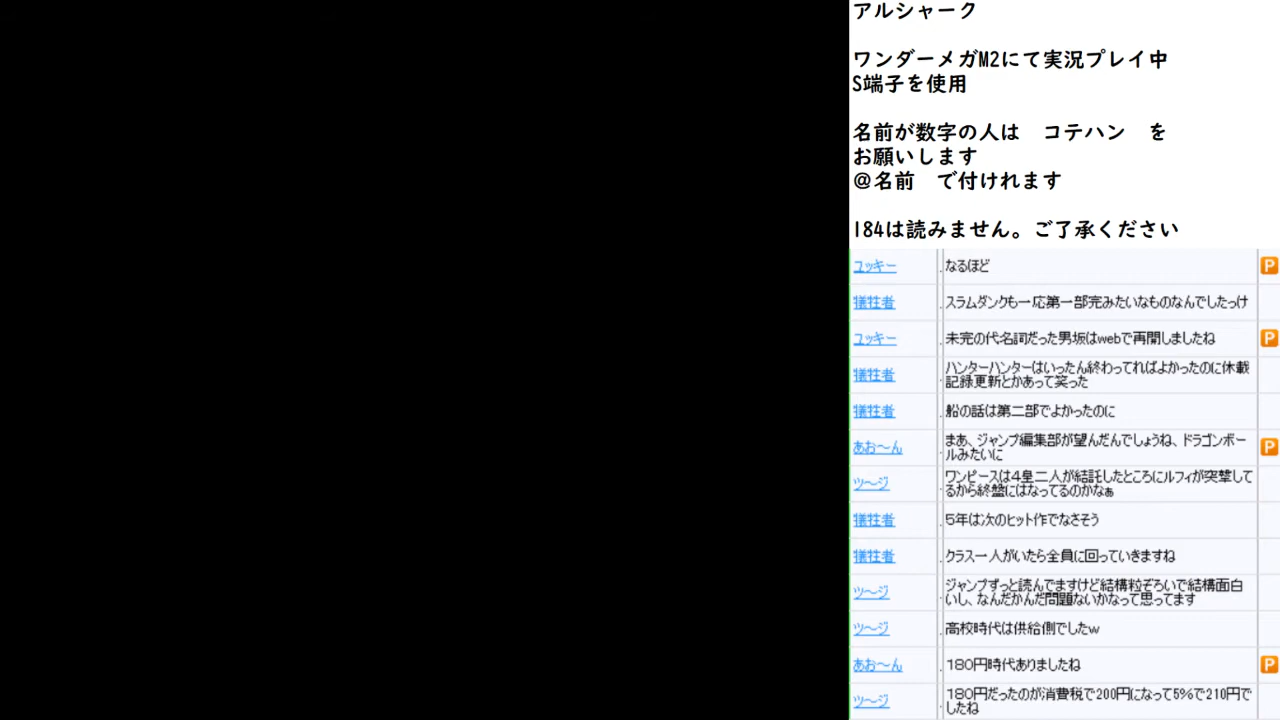 アルシャーク
ワンダーメガM2にて実況プレイ中
S端子を使用
名前が数字の人は　コテハン　を
お願いします
@名前　で付けれます
184は読みません。ご了承ください
ユッキー なるほど P
犠牲者 スラムダンクも一応第一部完みたいなものなんでしたっけ
ユッキー 未完の代名詞だった男坂はwebで再開しましたね P
犠牲者 ハンターハンターはいったん終わってればよかったのに休載
記録更新とかあって笑った
犠牲者 船の話は第二部でよかったのに
あお～ん まあ、ジャンプ編集部が望んだんでしょうね、ドラゴンボー
ルみたいに P
ツ～ジ ワンピースは4皇二人が結託したところにルフィが突撃して
るから終盤にはなってるのかなぁ
犠牲者 5年は次のヒット作でなさそう
犠牲者 クラス一人がいたら全員に回っていきますね
ツ～ジ ジャンプずっと読んでますけど結構粒ぞろいで結構面白
いし、なんだかんだ問題ないかなって思ってます
ツ～ジ 高校時代は供給側でしたw
あお～ん 180円時代ありましたね P
ツ～ジ 180円だったのが消費税で200円になって5%で210円で
したね